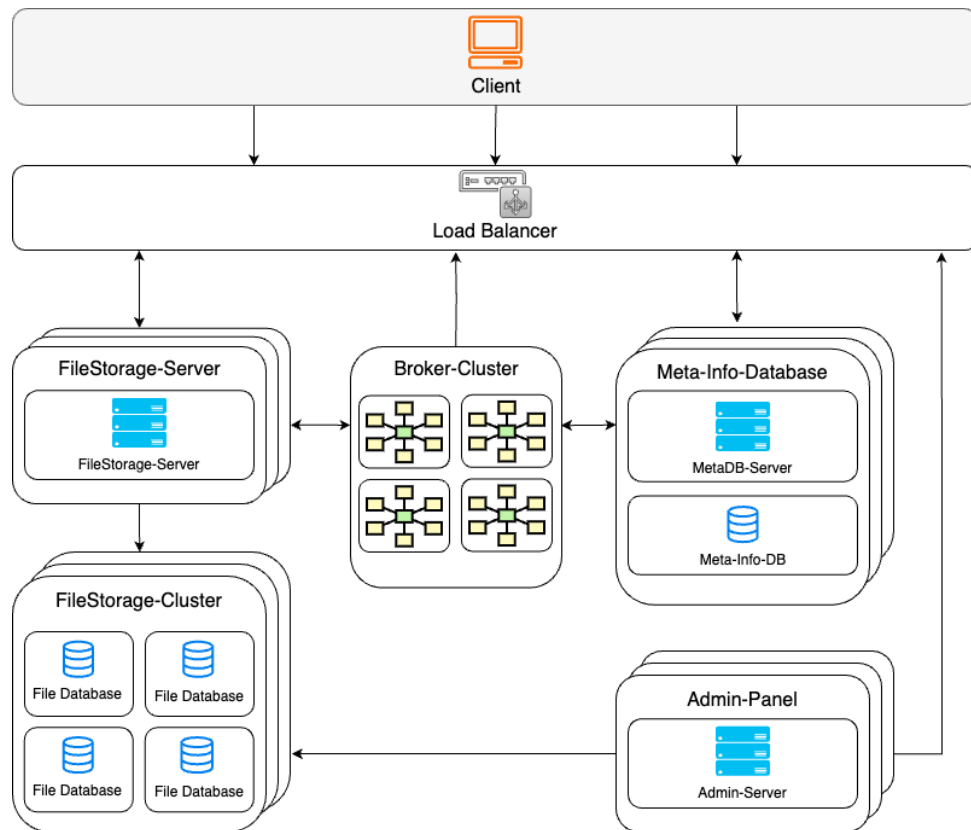 Client
Load Balancer
FileStorage-Server
FileStorage-Server
Broker-Cluster
Meta-Info-Database
MetaDB-Server
Meta-Info-DB
FileStorage-Cluster
File Database
File Database
File Database
File Database
Admin-Panel
Admin-Server